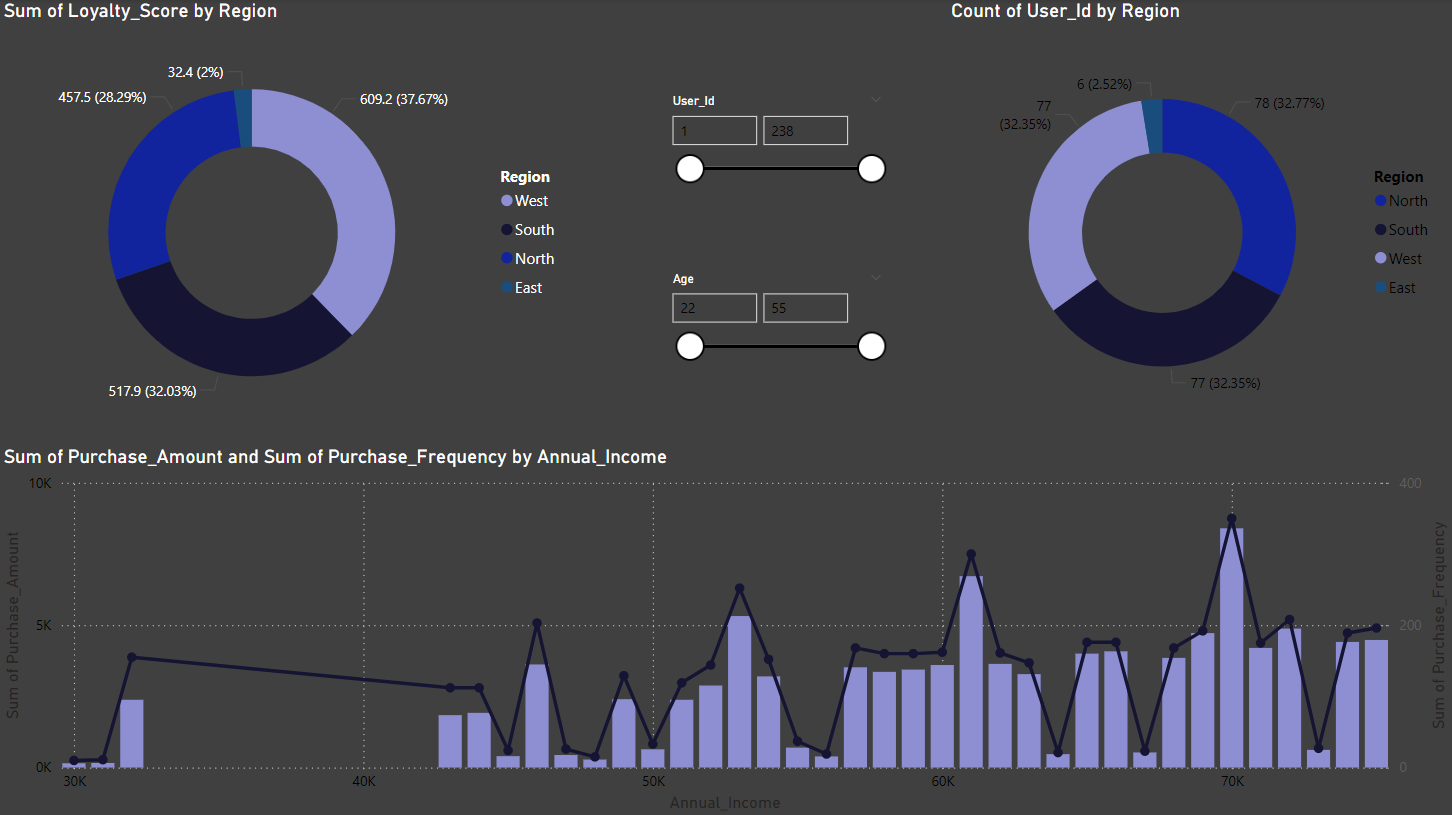 Sum of Loyalty_Score by Region
32.4 (2%)
457.5 (28.29%)
609.2 (37.67%)
517.9 (32.03%)
Region
West
South
North
East
User_Id
1 238
Age
22 55
Count of User_Id by Region
6 (2.52%)
77
(32.35%)
78 (32.77%)
77 (32.35%)
Region
North
South
West
East
Sum of Purchase_Amount and Sum of Purchase_Frequency by Annual_Income
Sum of Purchase_Amount
10K
5K
0K
30K 40K 50K 60K 70K
Annual_Income
400
200
0
Sum of Purchase_Frequency